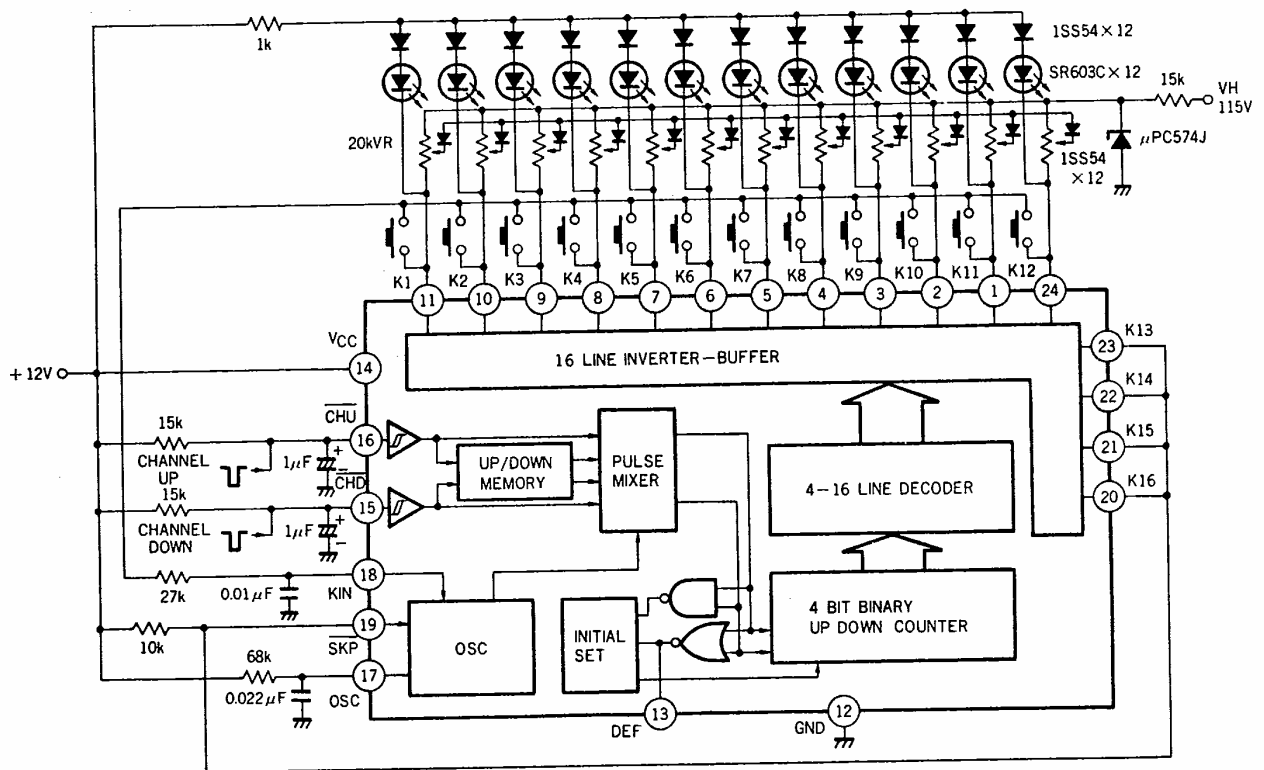 1k
1SS54×12
SR603C×12
15k
VH
115V
20kVR
μPC574J
1SS54
×12
K1
K2
K3
K4
K5
K6
K7
K8
K9
K10
K11
K12
11
10
9
8
7
6
5
4
3
2
1
24
16 LINE INVERTER-BUFFER
23
K13
22
K14
21
K15
20
K16
+12V
VCC
14
CHU
16
15k
CHANNEL
UP
1μF
+
-
CHD
15
15k
CHANNEL
DOWN
1μF
+
-
UP/DOWN
MEMORY
PULSE
MIXER
4-16 LINE DECODER
18
KIN
27k
0.01μF
19
SKP
10k
OSC
17
OSC
68k
0.022μF
INITIAL
SET
4 BIT BINARY
UP DOWN COUNTER
13
DEF
12
GND